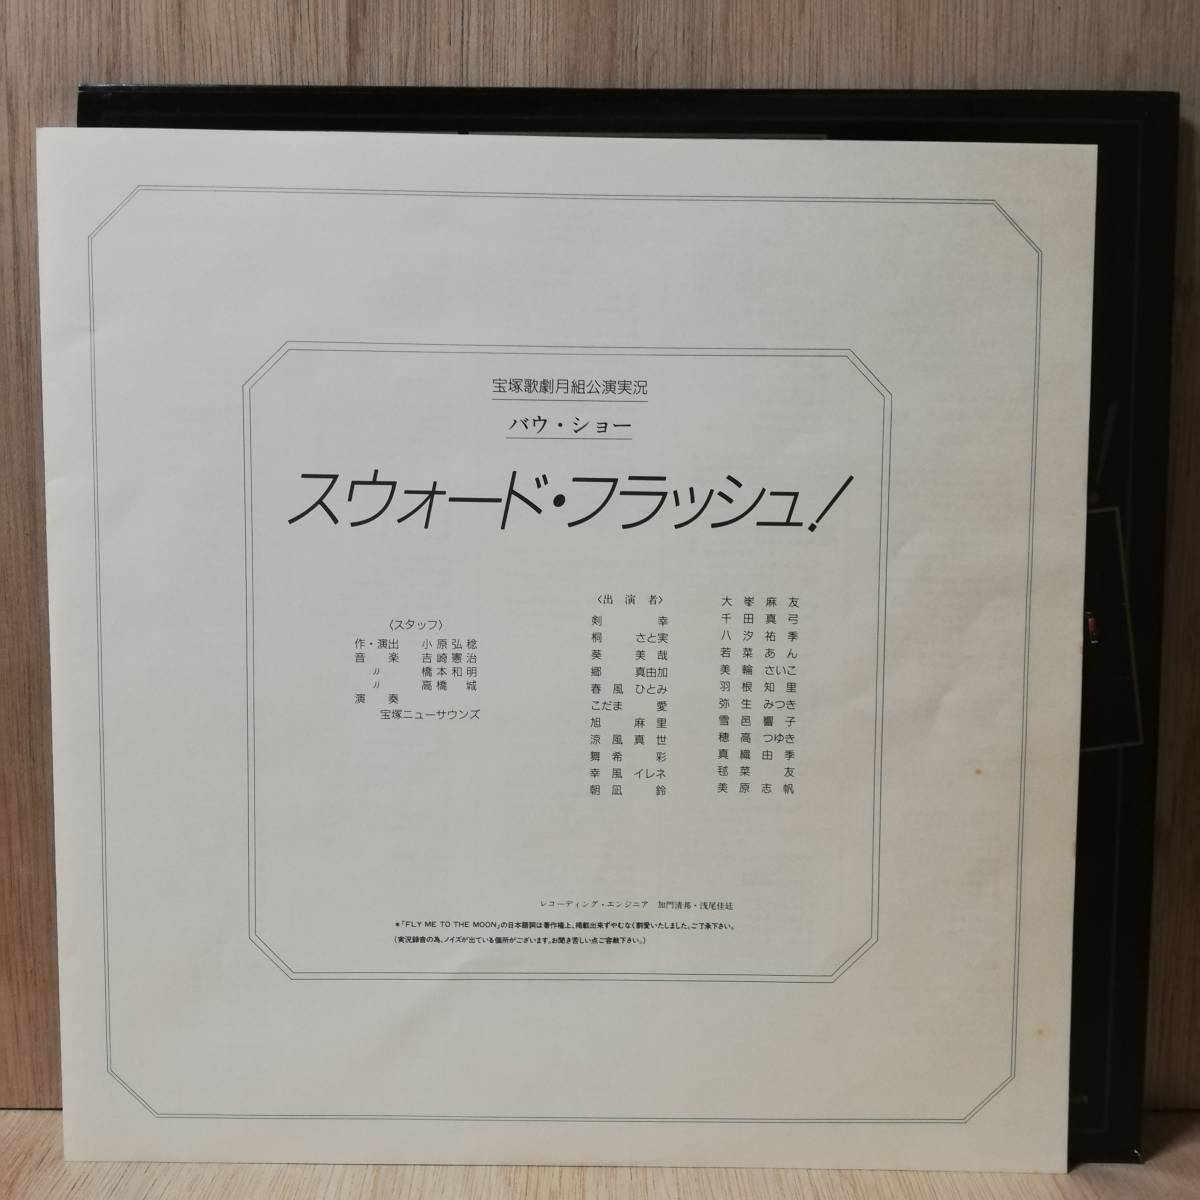 宝塚歌劇月組公演実況
バウ・ショー
スウォード・フラッシュ!
〈スタッフ〉
作・演出 小原弘稔
音楽 吉崎憲治
〃 橋本和明
〃 高橋城
演奏
宝塚ニューサウンズ
〈出演者〉
剣幸
桐さと実
葵美哉
郷真由加
春風ひとみ
こだま愛
旭麻里
涼風真世
舞希彩
幸風イレネ
朝凪鈴
大峯麻友
千田真弓
八汐祐季
若菜あん
美輪さいこ
羽根知里
弥生みつき
雪邑響子
穂高つゆき
真織由季
毬菜友
美原志帆
レコーディング・エンジニア 加門清邦・浅尾佳廷
*「FLY ME TO THE MOON」の日本語詞は著作権上、掲載出来ずやむなく割愛いたしました。ご了承下さい。
(実況録音の為、ノイズが出ている個所がございます。お聞き苦しい点ご容赦下さい。)